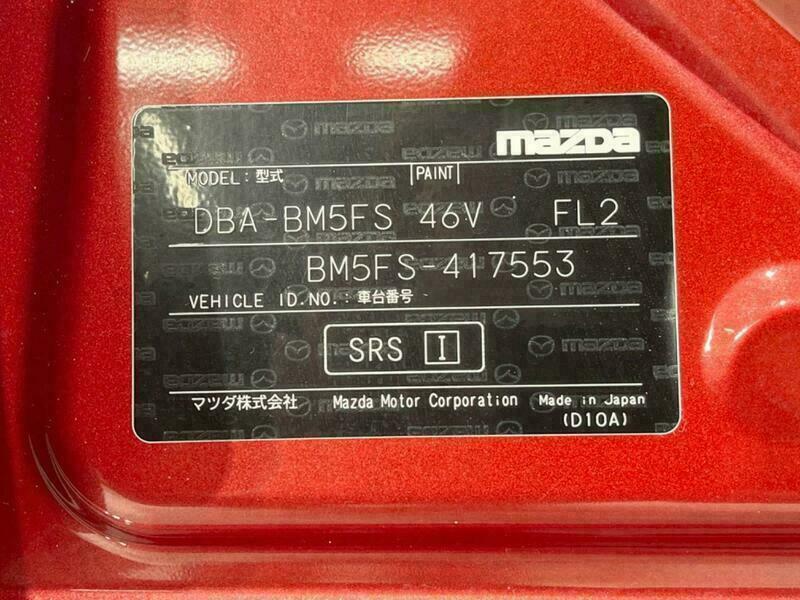 mazda
MODEL: 型式 PAINT
DBA-BM5FS 46V FL2
BM5FS-417553
VEHICLE ID.NO.: 車台番号
SRS I
マツダ株式会社 Mazda Motor Corporation Made in Japan
(D10A)